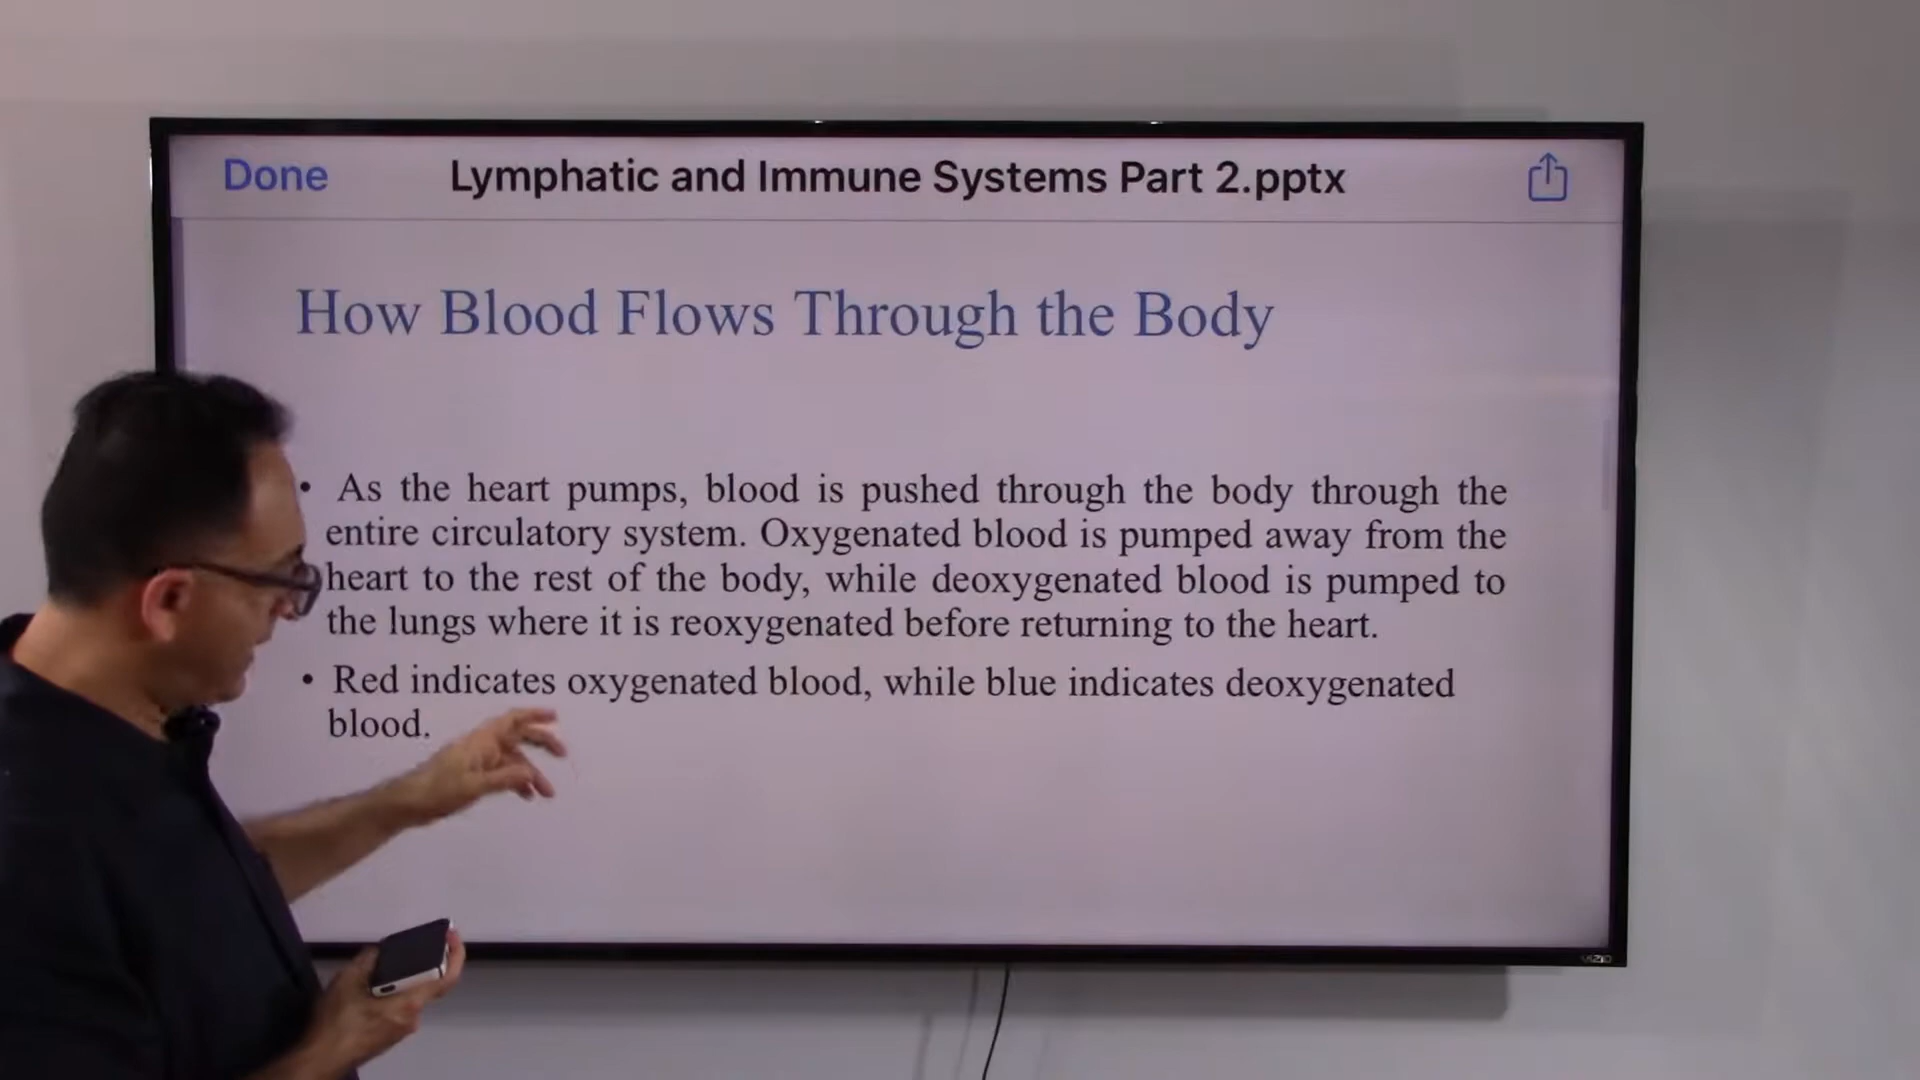 Done
Lymphatic and Immune Systems Part 2.pptx
How Blood Flows Through the Body
• As the heart pumps, blood is pushed through the body through the
entire circulatory system. Oxygenated blood is pumped away from the
heart to the rest of the body, while deoxygenated blood is pumped to
the lungs where it is reoxygenated before returning to the heart.
• Red indicates oxygenated blood, while blue indicates deoxygenated
blood.
VIZIO